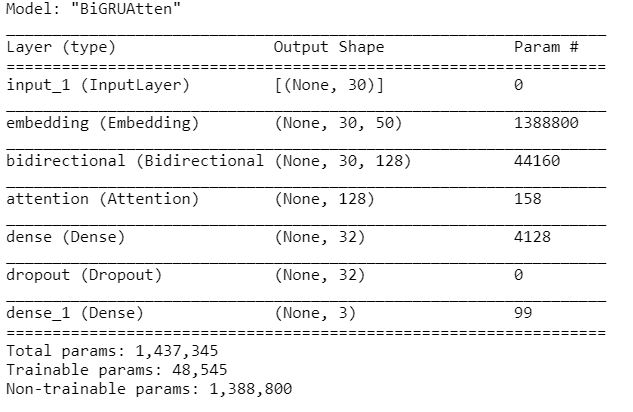 Model: "BiGRUAtten"
Layer (type) Output Shape Param #
input_1 (InputLayer) [(None, 30)] 0
embedding (Embedding) (None, 30, 50) 1388800
bidirectional (Bidirectional (None, 30, 128) 44160
attention (Attention) (None, 128) 158
dense (Dense) (None, 32) 4128
dropout (Dropout) (None, 32) 0
dense_1 (Dense) (None, 3) 99
Total params: 1,437,345
Trainable params: 48,545
Non-trainable params: 1,388,800